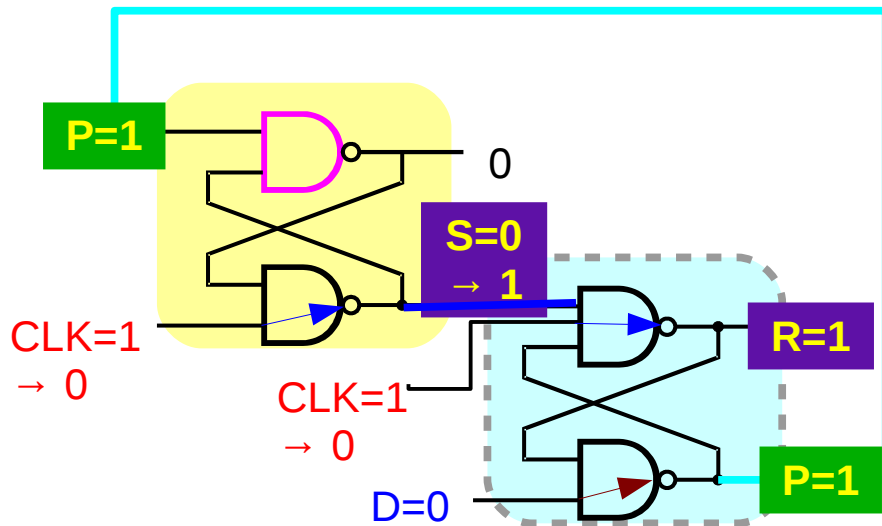 P=1
0
S=0
→ 1
CLK=1
→ 0
R=1
CLK=1
→ 0
P=1
D=0